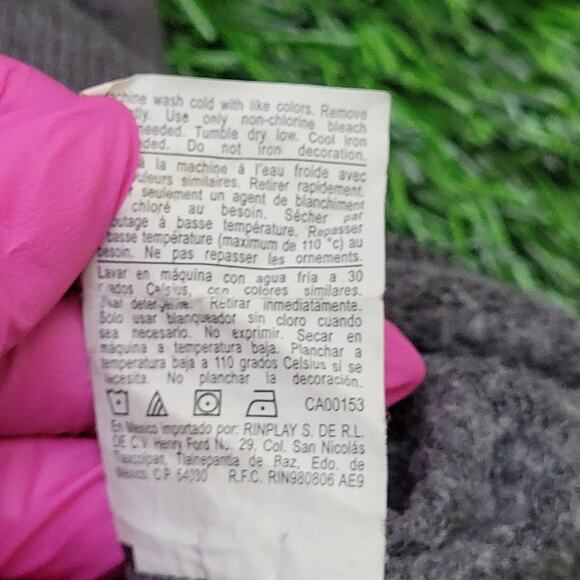 wash cold with like colors. Remove
Use only non-chlorine bleach
needed. Tumble dry low. Cool iron
Do not iron decoration.
à la machine à l'eau froide avec
similaires. Retirer rapidement.
seulement un agent de blanchiment
chloré au besoin. Sécher par
à basse température. Repasser
basse température (maximum de 110 °c) au
besoin. Ne pas repasser les ornements.
Lavar en máquina con agua fría a 30
Celsius, con colores similares.
Retirar inmediatamente.
Solo usar blanqueador sin cloro cuando
sea necesario. No exprimir. Secar en
máquina a temperatura baja. Planchar a
temperatura baja a 110 grados Celsius si se
necesita. No planchar la decoración.
CA00153
En Mexico importado por: RINPLAY S. DE R.L.
DE C.V. Henry Ford No. 29, Col. San Nicolás
Tlaxcolpan, Tlalnepantla de Baz, Edo. de
México, C.P. 54030 R.F.C. RIN980806 AE9